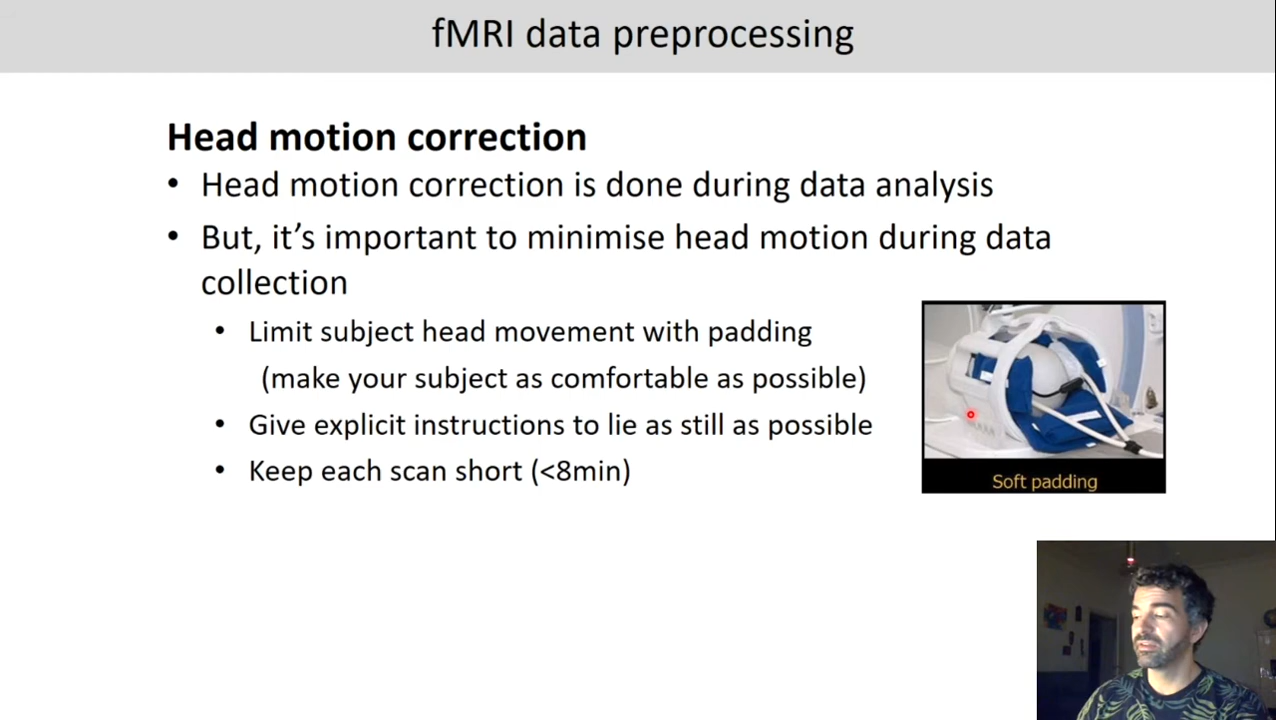 fMRI data preprocessing
Head motion correction
• Head motion correction is done during data analysis
• But, it’s important to minimise head motion during data
collection
• Limit subject head movement with padding
(make your subject as comfortable as possible)
• Give explicit instructions to lie as still as possible
• Keep each scan short (<8min)
Soft padding